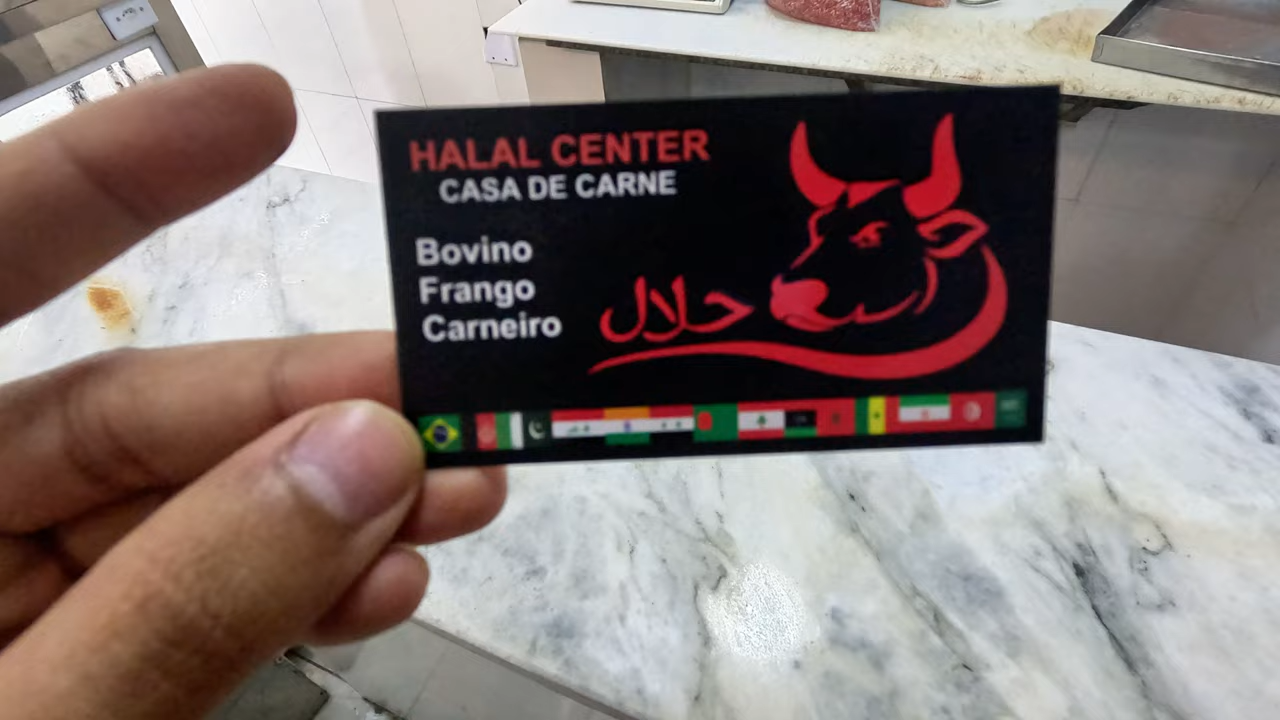 HALAL CENTER
CASA DE CARNE
Bovino
Frango
Carneiro
حلال